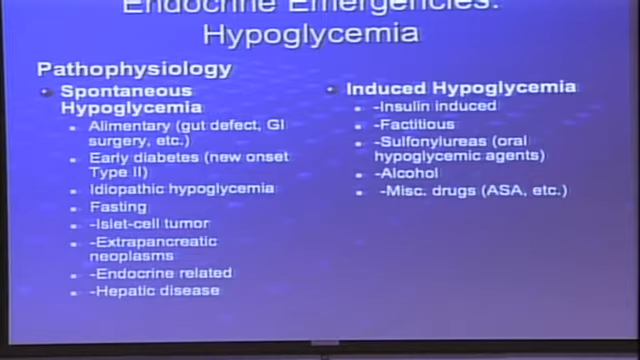 Endocrine Emergencies:
Hypoglycemia
Pathophysiology
Spontaneous
Hypoglycemia
Alimentary (gut defect, GI
surgery, etc.)
Early diabetes (new onset
Type II)
Idiopathic hypoglycemia
Fasting
-Islet-cell tumor
-Extrapancreatic
neoplasms
-Endocrine related
-Hepatic disease
Induced Hypoglycemia
-Insulin induced
-Factitious
-Sulfonylureas (oral
hypoglycemic agents)
-Alcohol
-Misc. drugs (ASA, etc.)